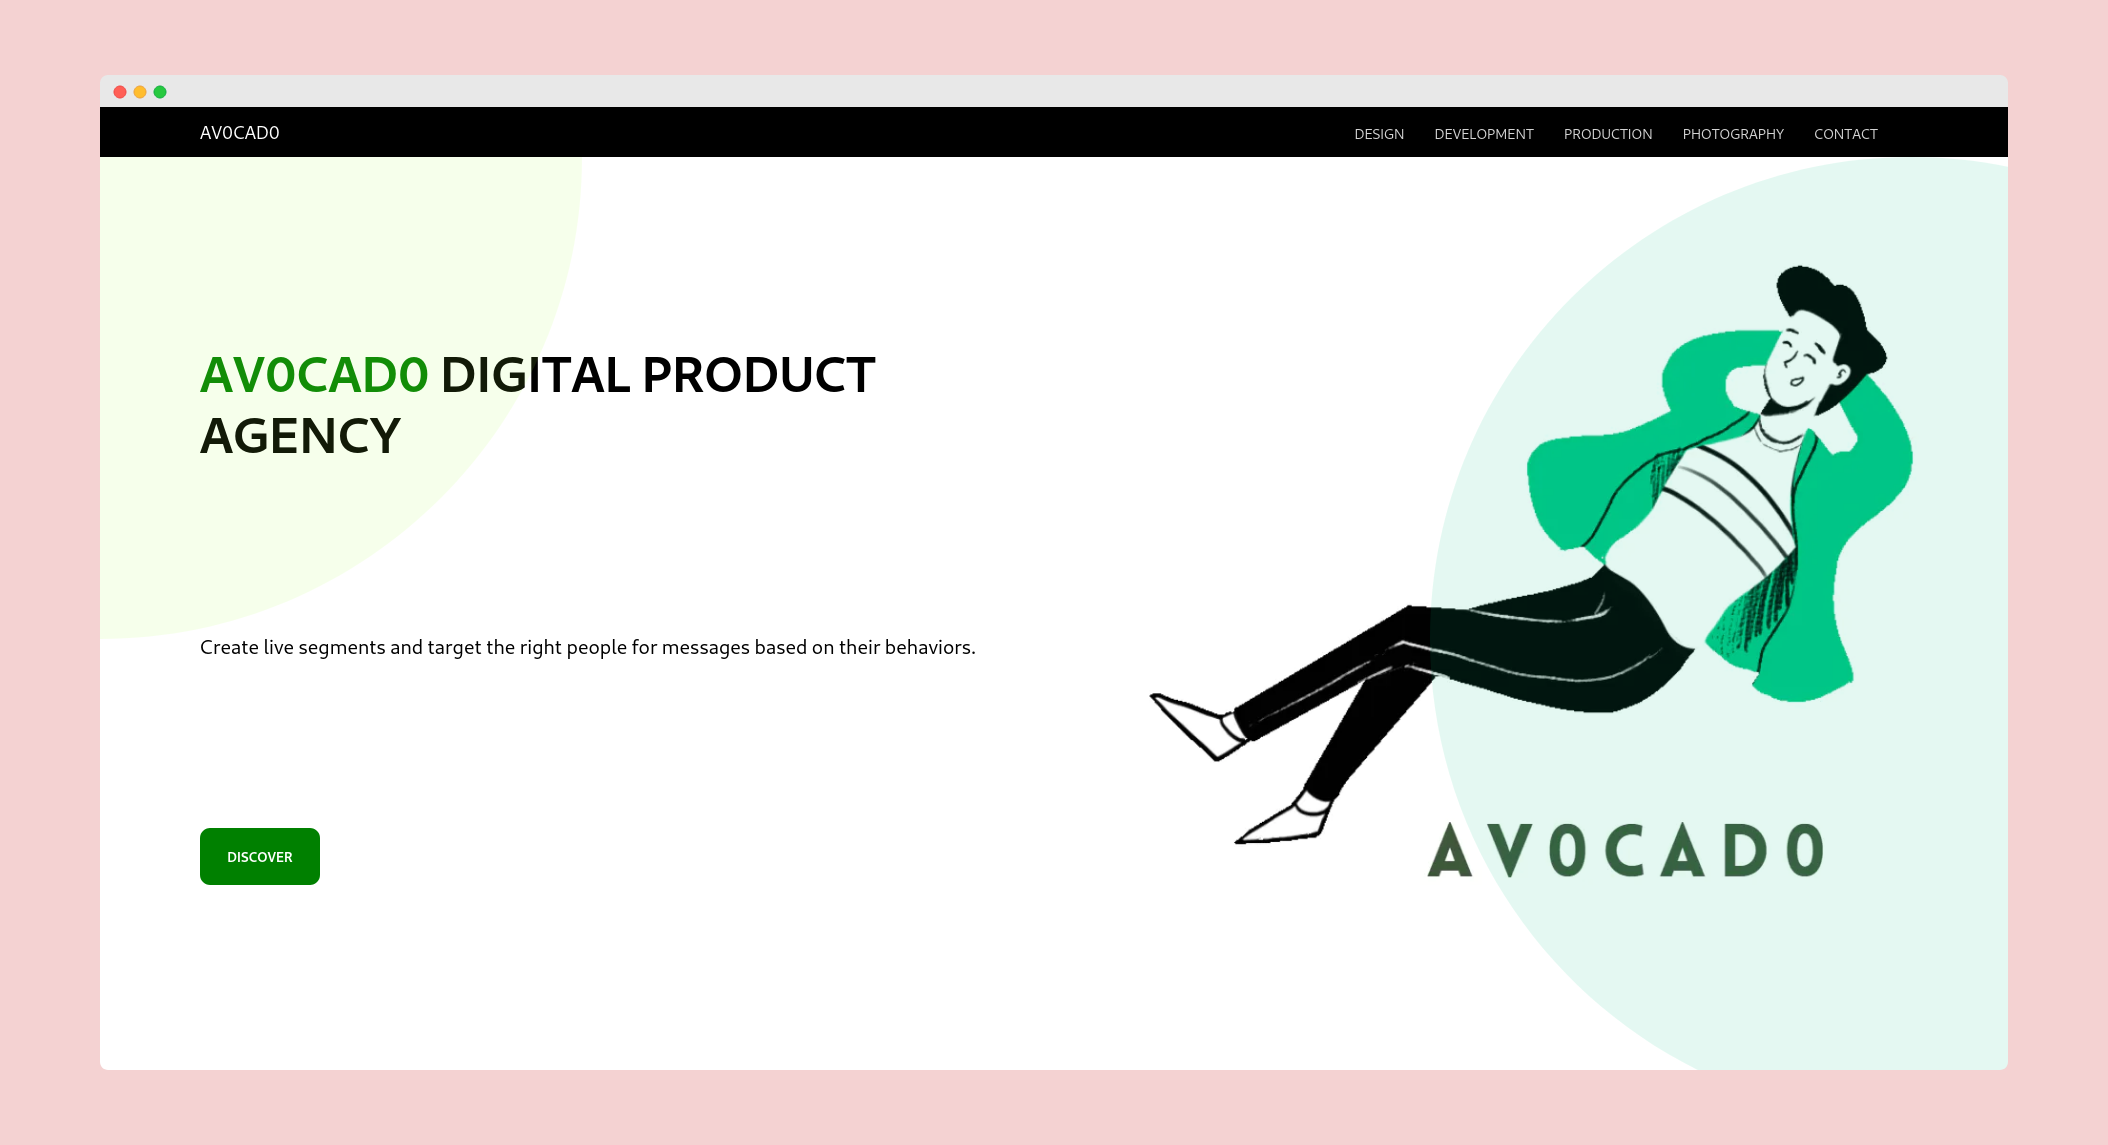 AV0CAD0
DESIGN DEVELOPMENT PRODUCTION PHOTOGRAPHY CONTACT
AV0CAD0 DIGITAL PRODUCT
AGENCY
Create live segments and target the right people for messages based on their behaviors.
DISCOVER
AV0CAD0